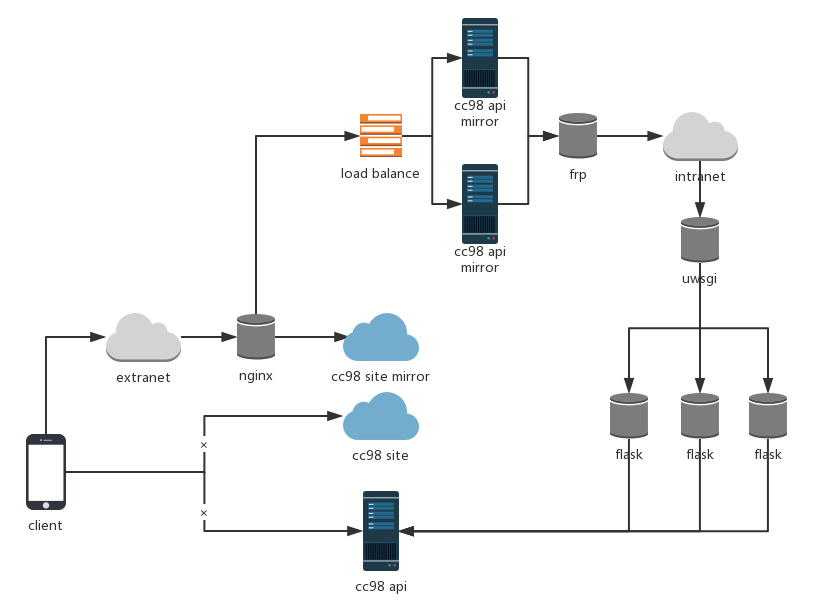 cc98 api
mirror
load balance
frp
intranet
cc98 api
mirror
uwsgi
extranet
nginx
cc98 site mirror
×
cc98 site
flask
flask
flask
×
client
cc98 api